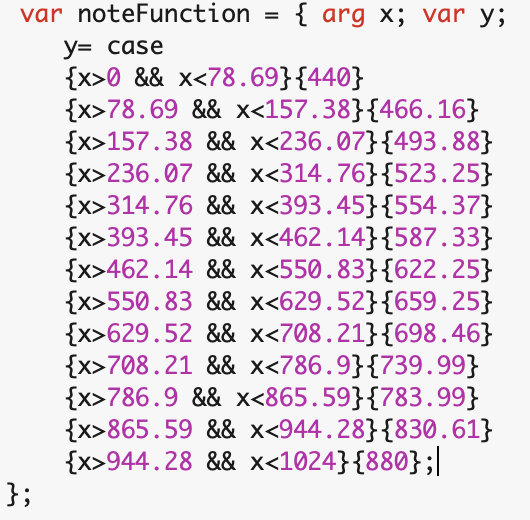 var noteFunction = { arg x; var y;
y= case
{x>0 && x<78.69}{440}
{x>78.69 && x<157.38}{466.16}
{x>157.38 && x<236.07}{493.88}
{x>236.07 && x<314.76}{523.25}
{x>314.76 && x<393.45}{554.37}
{x>393.45 && x<462.14}{587.33}
{x>462.14 && x<550.83}{622.25}
{x>550.83 && x<629.52}{659.25}
{x>629.52 && x<708.21}{698.46}
{x>708.21 && x<786.9}{739.99}
{x>786.9 && x<865.59}{783.99}
{x>865.59 && x<944.28}{830.61}
{x>944.28 && x<1024}{880};
};